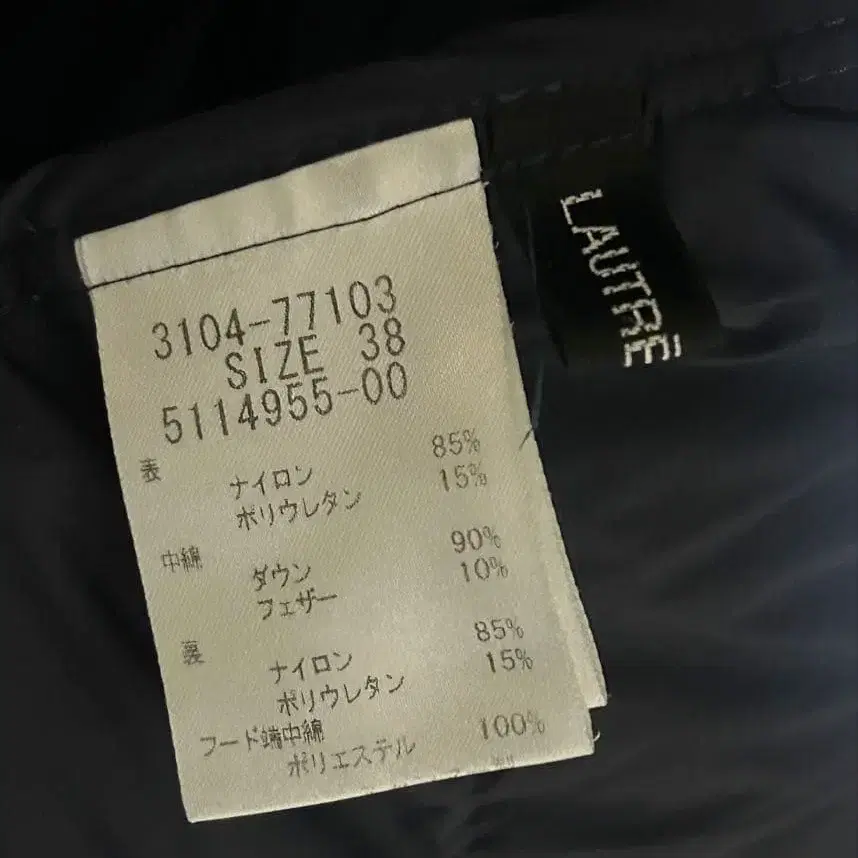 3104-77103
SIZE 38
5114955-00
表
ナイロン 85%
ポリウレタン 15%
中綿
ダウン 90%
フェザー 10%
裏
ナイロン 85%
ポリウレタン 15%
フード端中綿
ポリエステル 100%
LAUTRĒ